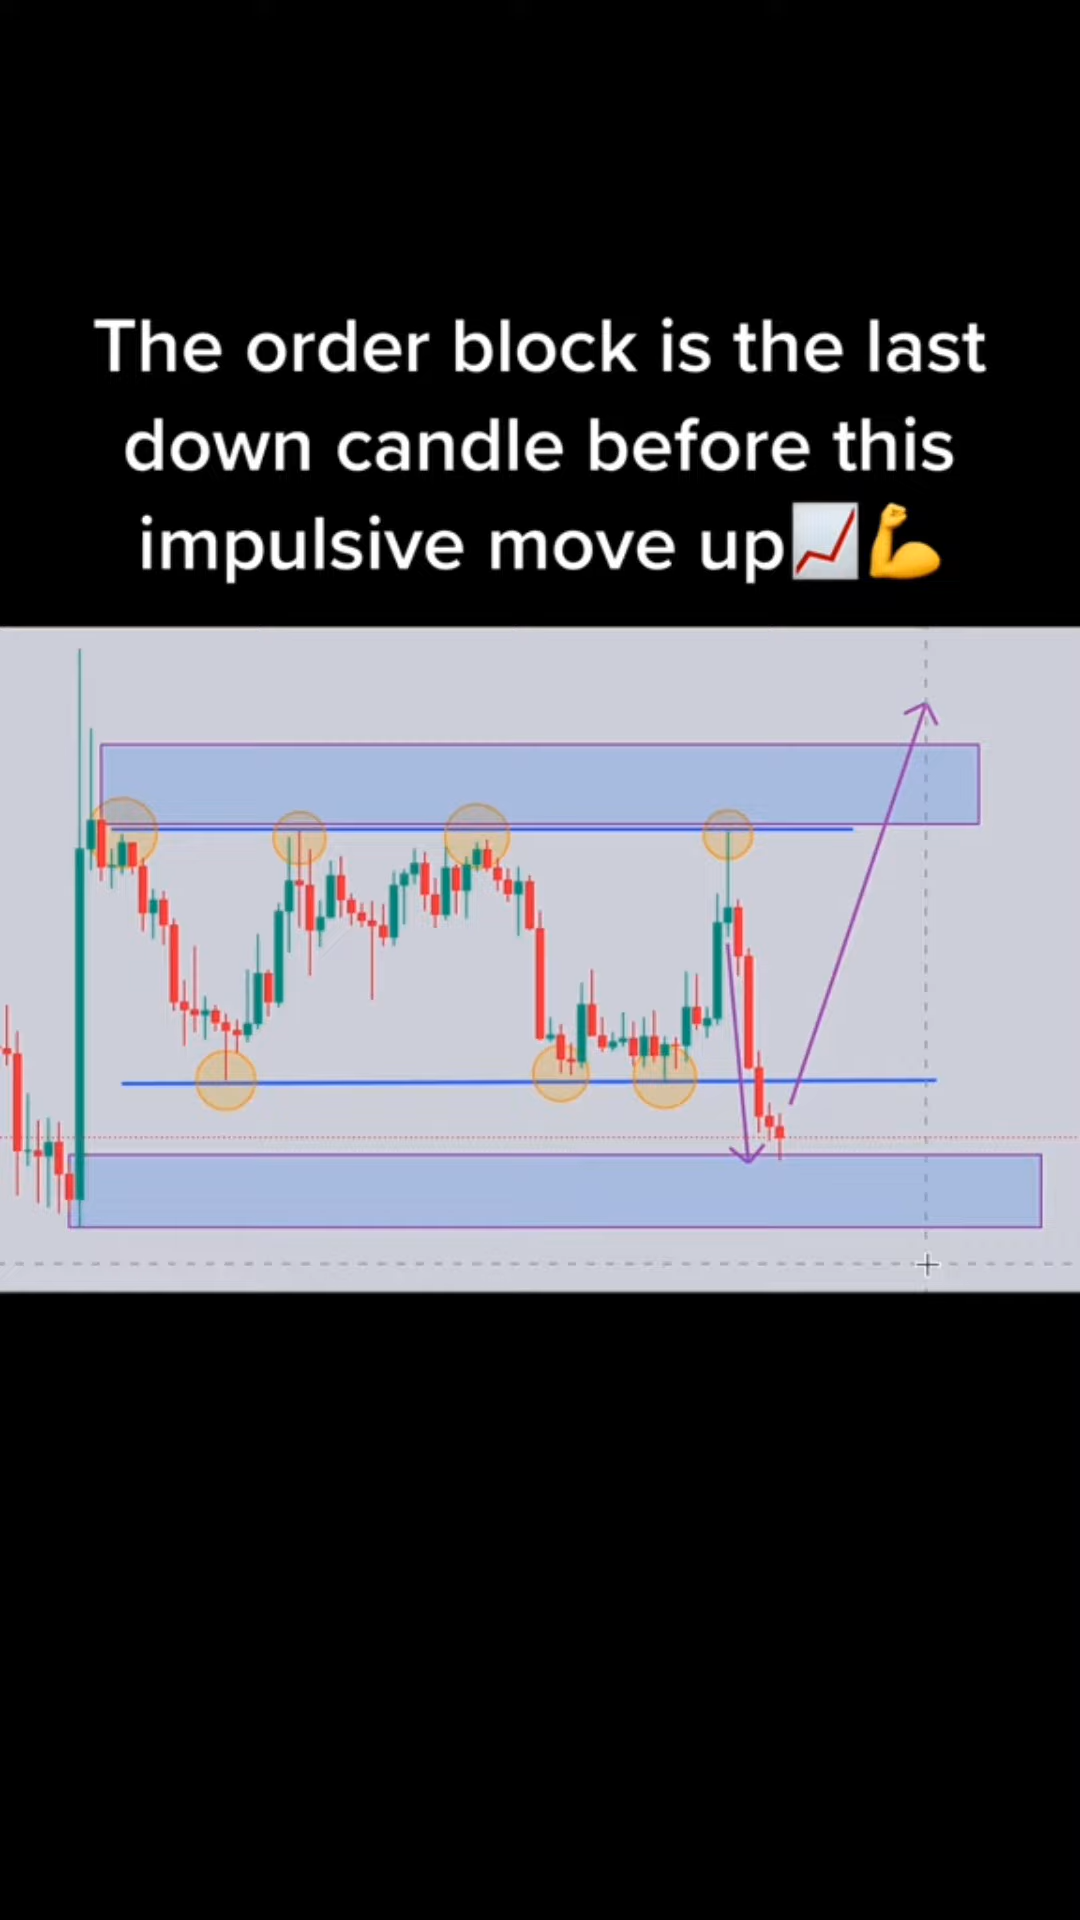 The order block is the last
down candle before this
impulsive move up📈💪